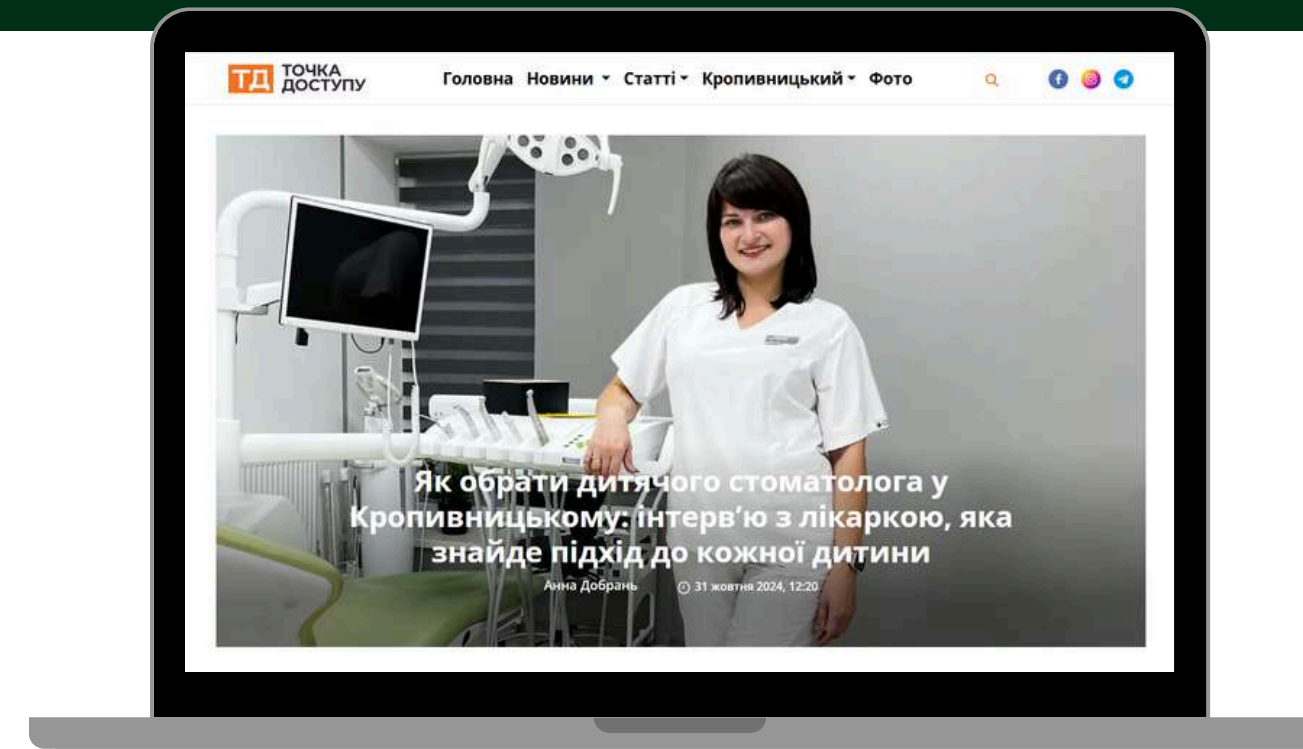 ТД ТОЧКА ДОСТУПУ
Головна Новини Статті Кропивницький Фото
Як обрати дитячого стоматолога у
Кропивницькому: інтерв’ю з лікаркою, яка
знайде підхід до кожної дитини
Анна Добрань 31 жовтня 2024, 12:20